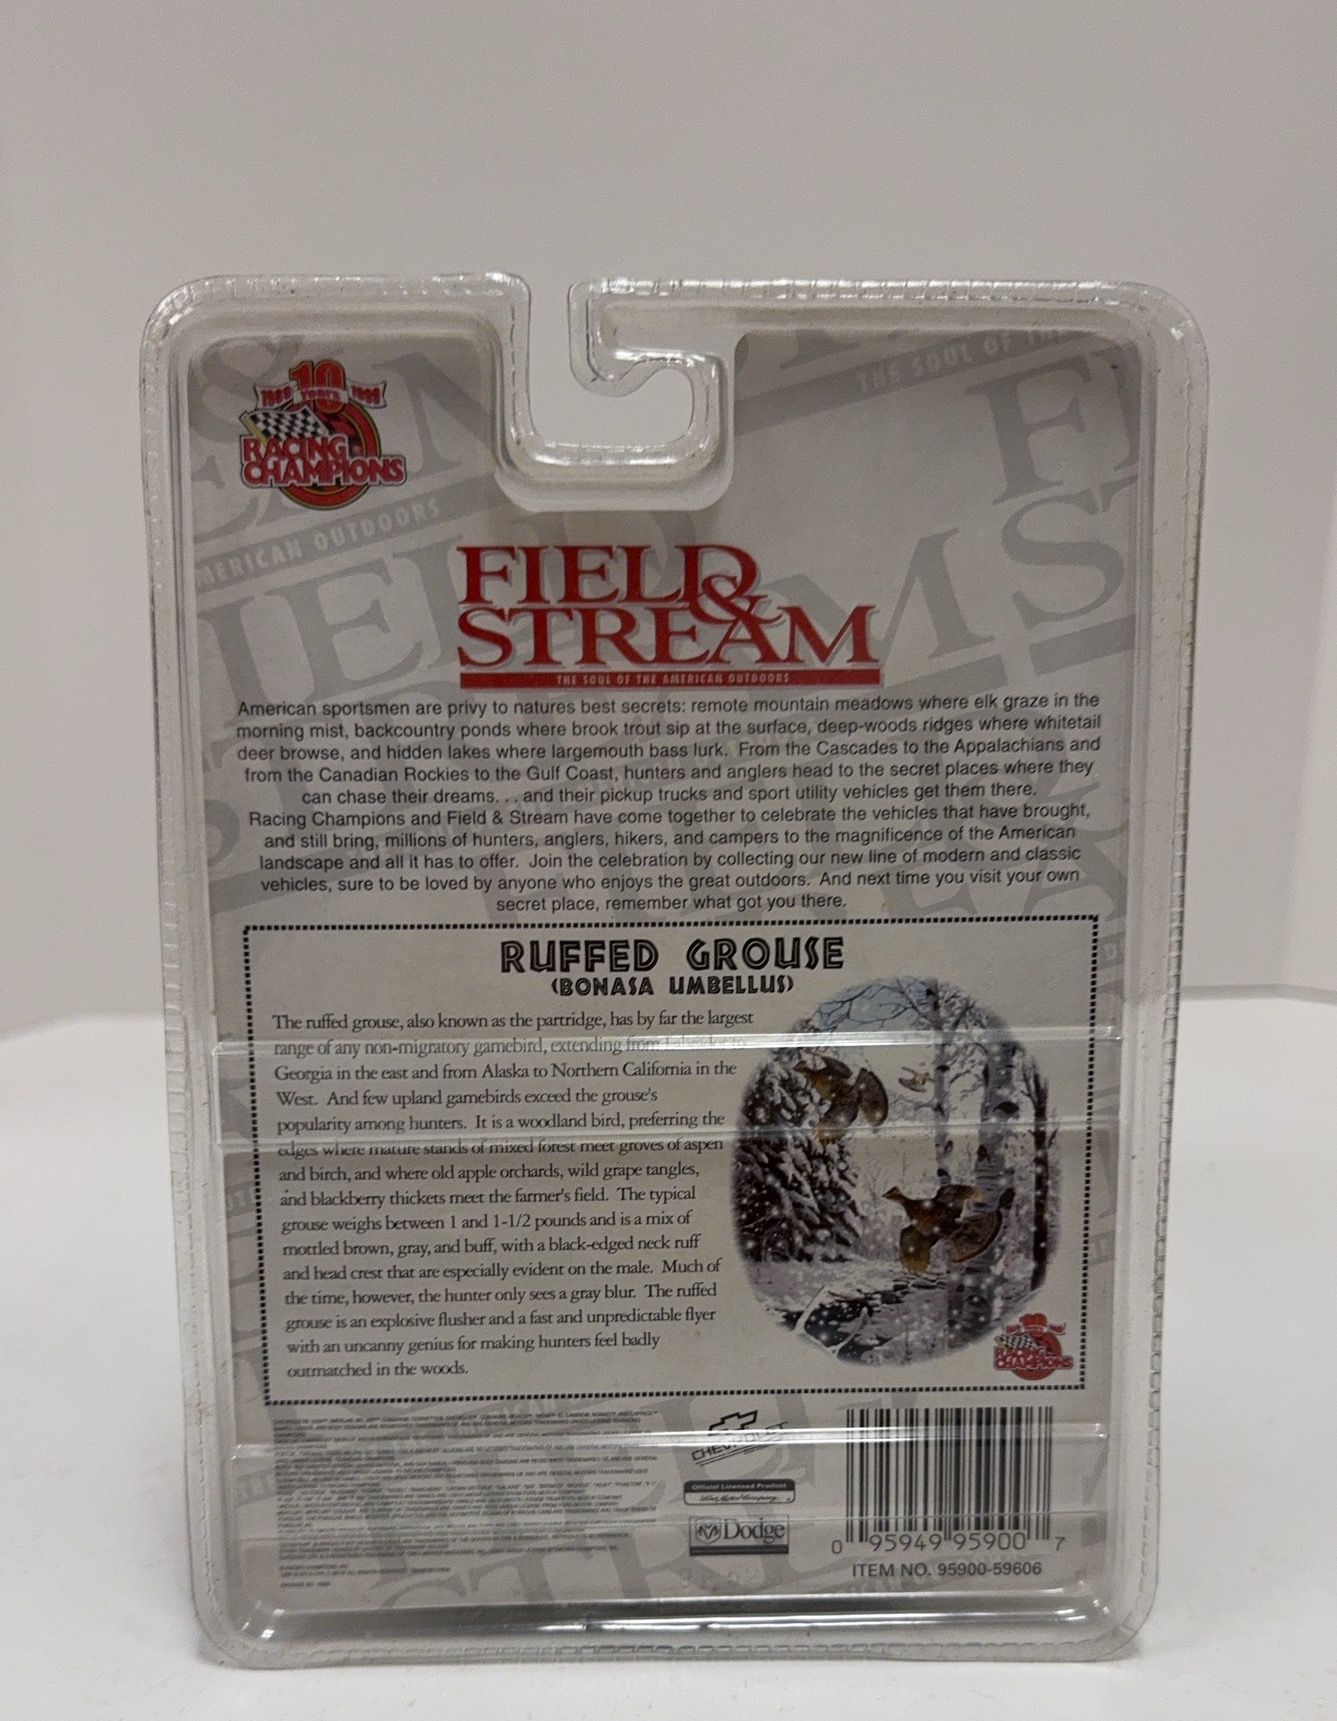 10
1989 Years 1999
RACING
CHAMPIONS
THE SOUL OF THE
AMERICAN OUTDOORS
FIELD &
STREAM
THE SOUL OF THE AMERICAN OUTDOORS
American sportsmen are privy to natures best secrets: remote mountain meadows where elk graze in the
morning mist, backcountry ponds where brook trout sip at the surface, deep-woods ridges where whitetail
deer browse, and hidden lakes where largemouth bass lurk. From the Cascades to the Appalachians and
from the Canadian Rockies to the Gulf Coast, hunters and anglers head to the secret places where they
can chase their dreams. . . and their pickup trucks and sport utility vehicles get them there.
Racing Champions and Field & Stream have come together to celebrate the vehicles that have brought,
and still bring, millions of hunters, anglers, hikers, and campers to the magnificence of the American
landscape and all it has to offer. Join the celebration by collecting our new line of modern and classic
vehicles, sure to be loved by anyone who enjoys the great outdoors. And next time you visit your own
secret place, remember what got you there.
RUFFED GROUSE
(BONASA UMBELLUS)
The ruffed grouse, also known as the partridge, has by far the largest
range of any non-migratory gamebird, extending from Labrador to
Georgia in the east and from Alaska to Northern California in the
West. And few upland gamebirds exceed the grouse's
popularity among hunters. It is a woodland bird, preferring the
edges where mature stands of mixed forest meet groves of aspen
and birch, and where old apple orchards, wild grape tangles,
and blackberry thickets meet the farmer's field. The typical
grouse weighs between 1 and 1-1/2 pounds and is a mix of
mottled brown, gray, and buff, with a black-edged neck ruff
and head crest that are especially evident on the male. Much of
the time, however, the hunter only sees a gray blur. The ruffed
grouse is an explosive flusher and a fast and unpredictable flyer
with an uncanny genius for making hunters feel badly
outmatched in the woods.
RACING
CHAMPIONS
CHEVROLET
Official Licensed Product
Ford Motor Company
Dodge
0 95949 95900 7
ITEM NO. 95900-59606